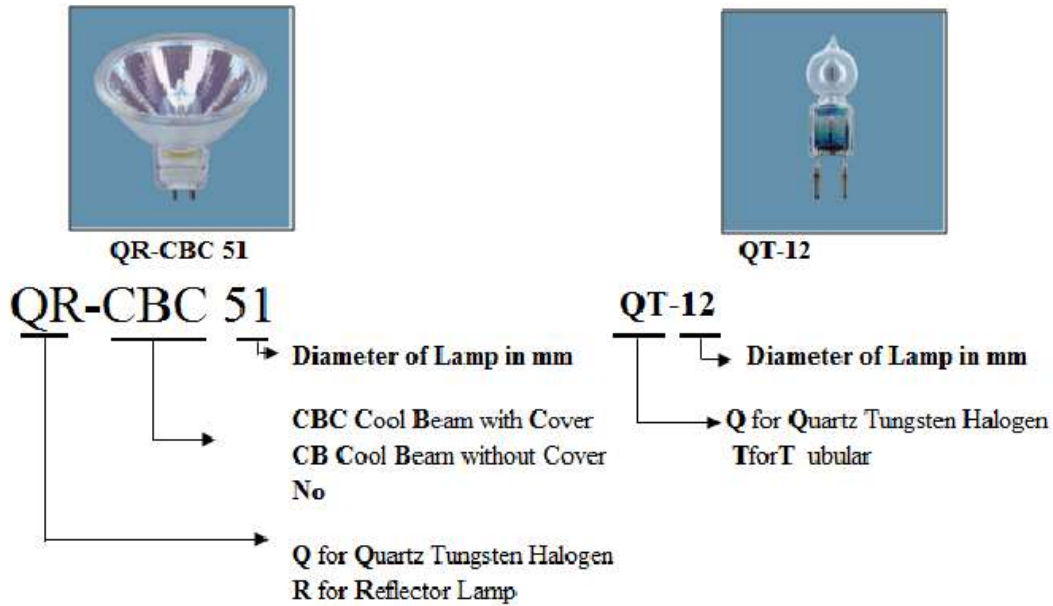 QR-CBC 51
QT-12
QR-CBC 51
QT-12
Diameter of Lamp in mm
Diameter of Lamp in mm
CBC Cool Beam with Cover
CB Cool Beam without Cover
No
Q for Quartz Tungsten Halogen
TforT ubular
Q for Quartz Tungsten Halogen
R for Reflector Lamp